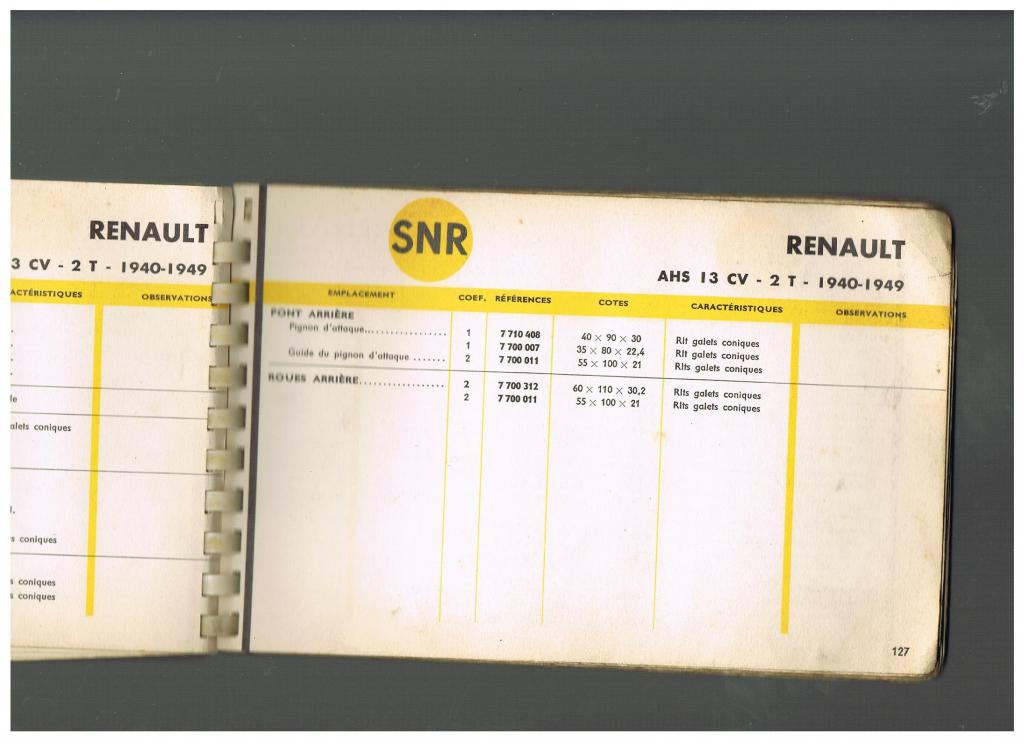 RENAULT
3 CV - 2 T - 1940-1949
ACTÉRISTIQUES OBSERVATIONS
le
alets coniques
s coniques
s coniques
s coniques
SNR
RENAULT
AHS 13 CV - 2 T - 1940-1949
EMPLACEMENT COEF. RÉFÉRENCES COTES CARACTÉRISTIQUES OBSERVATIONS
PONT ARRIÈRE
Pignon d'attaque.................. 1 7 710 408 40 × 90 × 30 Rlt galets coniques
1 7 700 007 35 × 80 × 22,4 Rlt galets coniques
Guide du pignon d'attaque ....... 2 7 700 011 55 × 100 × 21 Rlts galets coniques
ROUES ARRIÈRE.................. 2 7 700 312 60 × 110 × 30,2 Rlts galets coniques
2 7 700 011 55 × 100 × 21 Rlts galets coniques
127